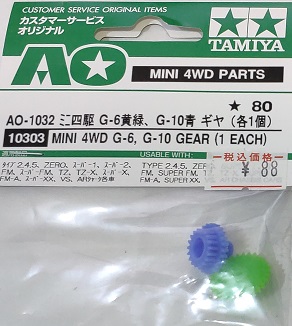 CUSTOMER SERVICE ORIGINAL ITEMS
カスタマーサービス
オリジナル
TAMIYA
AO
MINI 4WD PARTS
★ 80
AO-1032 ミニ四駆 G-6黄緑、G-10青 ギヤ (各1個)
10303 MINI 4WD G-6, G-10 GEAR (1 EACH)
USABLE WITH:
税込価格
¥ 88
タイプ 2.4.5、ZERO、スーパー1、スーパー2、
TYPE 2.4.5, ZERO,
FM、スーパーFM、TZ、TZ-X、スーパーX、
FM, SUPER FM, TZ,
FM-A、スーパーXX、VS、ARシャーシ各車
FM-A, SUPER XX, VS, AR